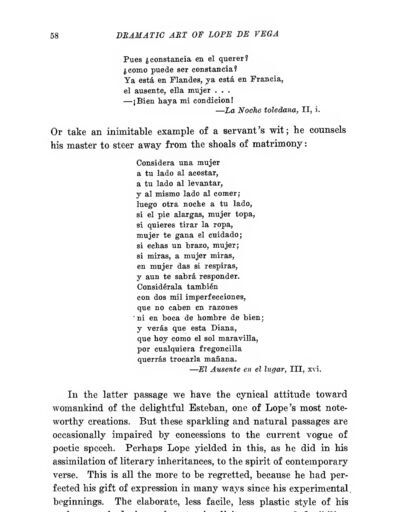 58 DRAMATIC ART OF LOPE DE VEGA
Pues ¿constancia en el querer?
¿como puede ser constancia?
Ya está en Flandes, ya está en Francia,
el ausente, ella mujer . . .
—¡Bien haya mi condicion!
—La Noche toledana, II, i.
Or take an inimitable example of a servant's wit; he counsels
his master to steer away from the shoals of matrimony:
Considera una mujer
a tu lado al acostar,
a tu lado al levantar,
y al mismo lado al comer;
luego otra noche a tu lado,
si el pie alargas, mujer topa,
si quieres tirar la ropa,
mujer te gana el cuidado;
si echas un brazo, mujer;
si miras, a mujer miras,
en mujer das si respiras,
y aun te sabrá responder.
Considérala también
con dos mil imperfecciones,
que no caben en razones
ni en boca de hombre de bien;
y verás que esta Diana,
que hoy como el sol maravilla,
por cualquiera fregoncilla
querrás trocarla mañana.
—El Ausente en el lugar, III, xvi.
In the latter passage we have the cynical attitude toward
womankind of the delightful Esteban, one of Lope's most note-
worthy creations. But these sparkling and natural passages are
occasionally impaired by concessions to the current vogue of
poetic speech. Perhaps Lope yielded in this, as he did in his
assimilation of literary inheritances, to the spirit of contemporary
verse. This is all the more to be regretted, because he had per-
fected his gift of expression in many ways since his experimental
beginnings. The elaborate, less facile, less plastic style of his